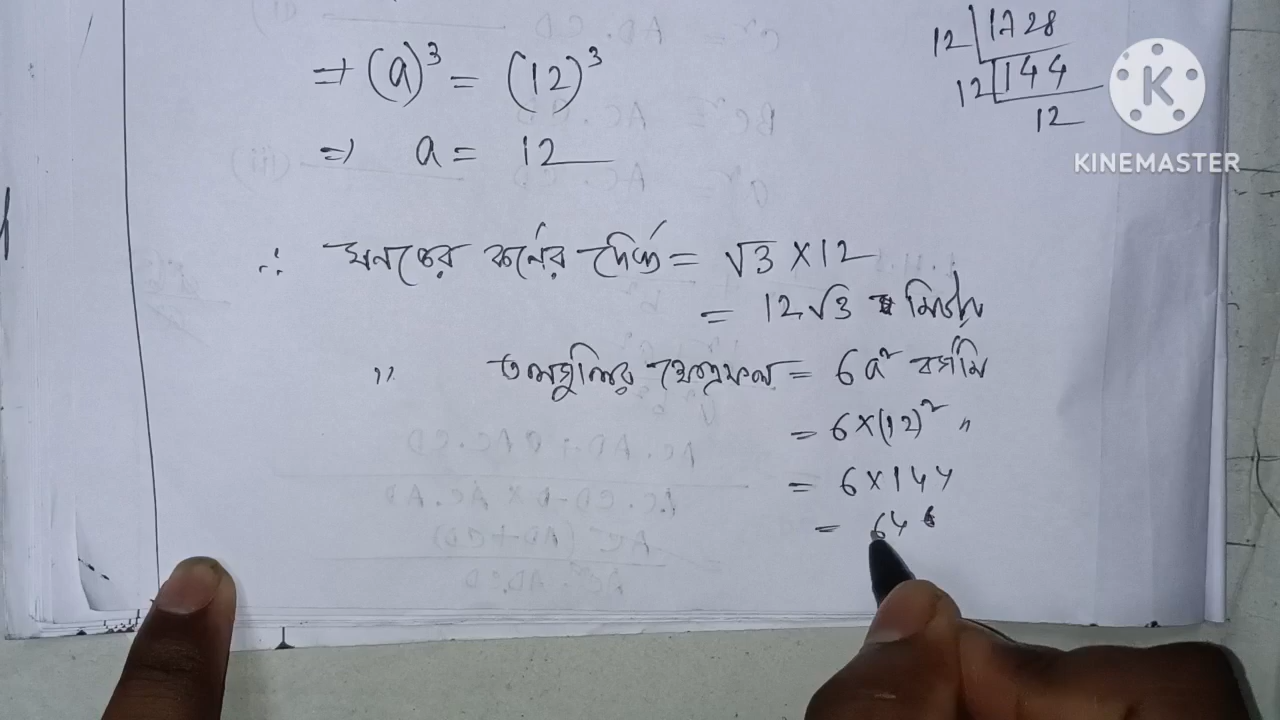 ⇒ (a)³ = (12)³
⇒ a = 12
12 | 1728
12 | 144
12
KINEMASTER
∴ ঘনকের কর্নের দৈর্ঘ্য = √3 × 12
= 12√3 মিটার
,, তলগুলির ক্ষেত্রফল = 6a² বর্গমি
= 6×(12)² "
= 6×144
= 646